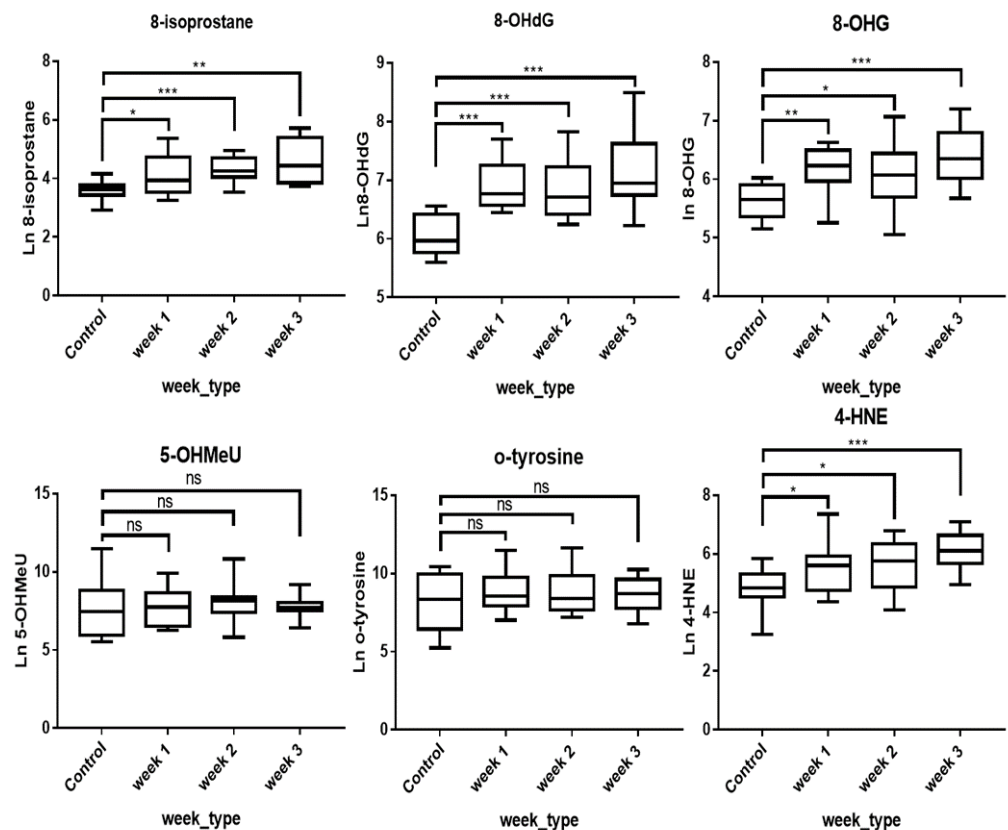 8-isoprostane
Ln 8-isoprostane
8
6
4
2
0
**
***
*
Control
week 1
week 2
week 3
week_type
8-OHdG
Ln8-OHdG
9
8
7
6
5
***
***
***
Control
week 1
week 2
week 3
week_type
8-OHG
ln 8-OHG
8
7
6
5
4
***
*
**
Control
week 1
week 2
week 3
week_type
5-OHMeU
Ln 5-OHMeU
15
10
5
0
ns
ns
ns
Control
week 1
week 2
week 3
week_type
o-tyrosine
Ln o-tyrosine
15
10
5
0
ns
ns
ns
Control
week 1
week 2
week 3
week_type
4-HNE
Ln 4-HNE
8
6
4
2
0
***
*
*
Control
week 1
week 2
week 3
week_type